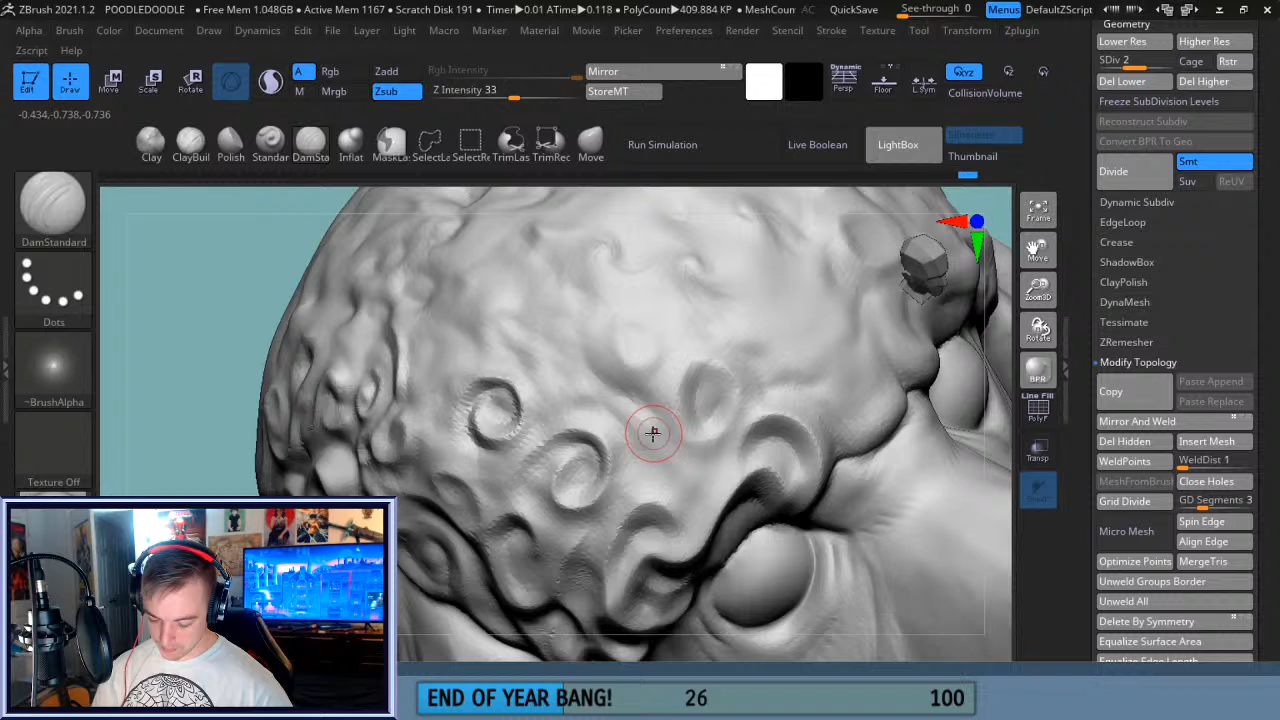 ZBrush 2021.1.2 POODLEDOODLE • Free Mem 1.048GB • Active Mem 1167 • Scratch Disk 191 • Timer▶0.01 ATime▶0.118 • PolyCount▶409.884 KP • MeshCoun AC QuickSave See-through 0 Menus DefaultZScript
Alpha Brush Color Document Draw Dynamics Edit File Layer Light Macro Marker Material Movie Picker Preferences Render Stencil Stroke Texture Tool Transform Zplugin
Zscript Help
Edit Draw Move Scale Rotate
A Rgb Zadd Rgb Intensity Mirror
M Mrgb Zsub Z Intensity 33 StoreMT
Dynamic
Persp Floor L.Sym XYZ CollisionVolume
-0.434,-0.738,-0.736
Clay ClayBuil Polish Standar DamSta Inflat MaskLa SelectLa SelectRe TrimLas TrimRec Move Run Simulation Live Boolean LightBox Thumbnail
DamStandard
Dots
~BrushAlpha
Texture Off
Frame
Move
Zoom3D
Rotate
BPR
Line Fill
PolyF
Transp
Geometry
Lower Res Higher Res
SDiv 2 Cage Rstr
Del Lower Del Higher
Freeze SubDivision Levels
Reconstruct Subdiv
Convert BPR To Geo
Divide Smt
Suv ReUV
Dynamic Subdiv
EdgeLoop
Crease
ShadowBox
ClayPolish
DynaMesh
Tessimate
ZRemesher
Modify Topology
Copy Paste Append
Paste Replace
Mirror And Weld
Del Hidden Insert Mesh
WeldPoints WeldDist 1
MeshFromBrus Close Holes
Grid Divide GD Segments 3
Micro Mesh Spin Edge
Align Edge
Optimize Points MergeTris
Unweld Groups Border
Unweld All
Delete By Symmetry
Equalize Surface Area
END OF YEAR BANG! 26 100